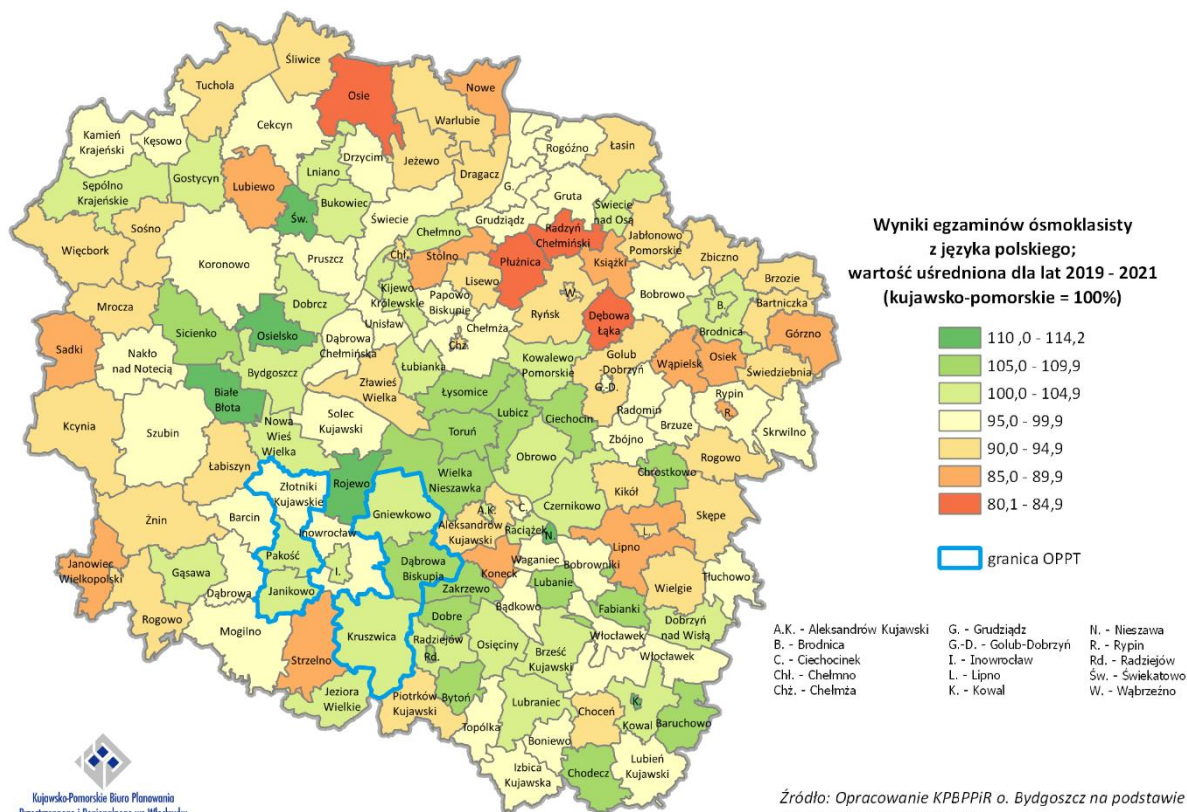 Śliwice
Tuchola
Osie
Nowe
Kamień
Krajeński
Kęsowo
Cekcyn
Warlubie
Drzycim
Jeżewo
Rogóźno
Łasin
Sępólno
Krajeńskie
Gostycyn
Lubiewo
Lniano
Dragacz
G.
Gruta
Św.
Bukowiec
Świecie
Grudziądz
Świecie
nad Osą
Więcbork
Sośno
Koronowo
Pruszcz
Chełmno
Radzyń
Chełmiński
Jabłonowo
Pomorskie
Zbiczno
Chł.
Stolno
Płużnica
Książki
Brzozie
Mrocza
Dobrcz
Kijewo
Królewskie
Lisewo
W.
Bobrowo
B.
Bartniczka
Sicienko
Osielsko
Unisław
Papowo
Biskupie
Ryńsk
Dębowa
Łąka
Brodnica
Górzno
Sadki
Nakło
nad Notecią
Dąbrowa
Chełmińska
Chełmża
Chż.
Golub-
Dobrzyń
Wąpielsk
Osiek
Świedziebnia
Bydgoszcz
Łubianka
Kowalewo
Pomorskie
G.-D.
Rypin
R.
Białe
Błota
Zławieś
Wielka
Łysomice
Radomin
Brzuze
Skrwilno
Kcynia
Szubin
Nowa
Wieś
Wielka
Solec
Kujawski
Lubicz
Ciechocin
Toruń
Zbójno
Łabiszyn
Obrowo
Rogowo
Złotniki
Kujawskie
Rojewo
Wielka
Nieszawka
Chrostkowo
Gniewkowo
Czernikowo
Kikół
Skępe
Żnin
Barcin
Inowrocław
A.K.
C.
Aleksandrów
Kujawski
Raciążek
N.
L.
Lipno
Pakość
I.
Dąbrowa
Biskupia
Koneck
Waganiec
Bobrowniki
Tłuchowo
Janowiec
Wielkopolski
Gąsawa
Dąbrowa
Janikowo
Zakrzewo
Lubanie
Wielgie
Rogowo
Mogilno
Bądkowo
Fabianki
Dobrzyń
nad Wisłą
Strzelno
Kruszwica
Dobre
Radziejów
Rd.
Osięciny
Brześć
Kujawski
Włocławek
Włocławek
Jeziora
Wielkie
Piotrków
Kujawski
Bytoń
Lubraniec
Choceń
K.
Kowal
Baruchowo
Topólka
Boniewo
Izbica
Kujawska
Chodecz
Lubień
Kujawski
Wyniki egzaminów ósmoklasisty
z języka polskiego;
wartość uśredniona dla lat 2019 - 2021
(kujawsko-pomorskie = 100%)
110 ,0 - 114,2
105,0 - 109,9
100,0 - 104,9
95,0 - 99,9
90,0 - 94,9
85,0 - 89,9
80,1 - 84,9
granica OPPT
A.K. - Aleksandrów Kujawski
B. - Brodnica
C. - Ciechocinek
Chł. - Chełmno
Chż. - Chełmża
G. - Grudziądz
G.-D. - Golub-Dobrzyń
I. - Inowrocław
L. - Lipno
K. - Kowal
N. - Nieszawa
R. - Rypin
Rd. - Radziejów
Św. - Świekatowo
W. - Wąbrzeźno
Kujawsko-Pomorskie Biuro Planowania
Źródło: Opracowanie KPBPPiR o. Bydgoszcz na podstawie